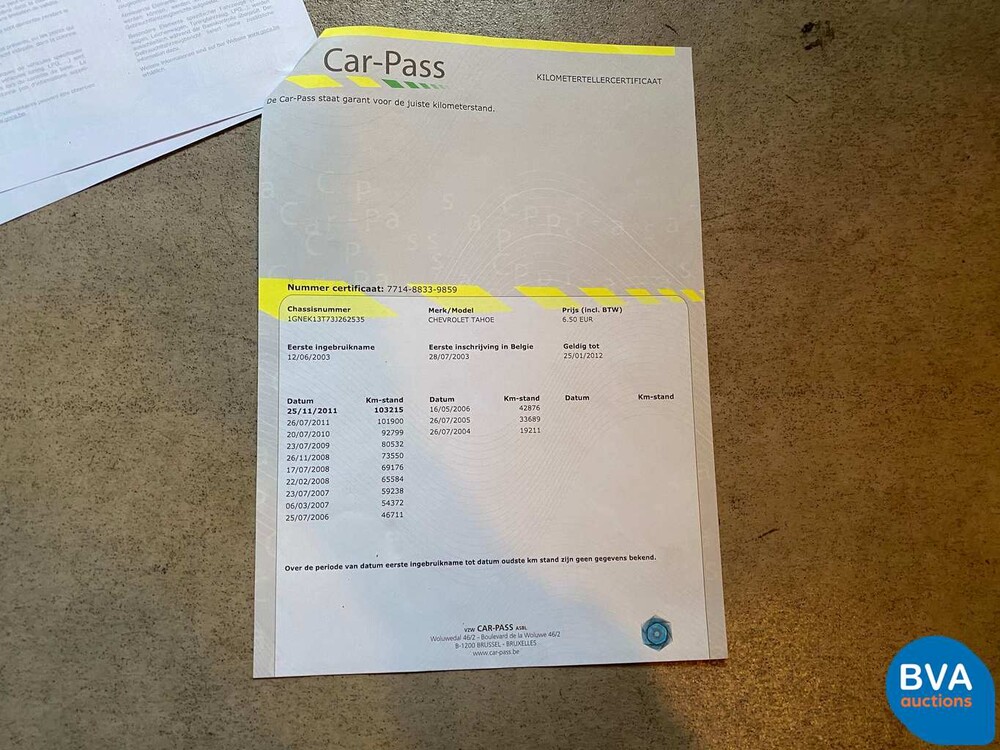 Car-Pass
KILOMETERTELLERCERTIFICAAT
De Car-Pass staat garant voor de juiste kilometerstand.
Nummer certificaat: 7714-8833-9859
Chassisnummer Merk/Model Prijs (incl. BTW)
1GNEK13T73J262535 CHEVROLET TAHOE 6.50 EUR
Eerste ingebruikname Eerste inschrijving in Belgie Geldig tot
12/06/2003 28/07/2003 25/01/2012
Datum Km-stand Datum Km-stand Datum Km-stand
25/11/2011 103215 16/05/2006 42876
26/07/2011 101900 26/07/2005 33689
20/07/2010 92799 26/07/2004 19211
23/07/2009 80532
26/11/2008 73550
17/07/2008 69176
22/02/2008 65584
23/07/2007 59238
06/03/2007 54372
25/07/2006 46711
Over de periode van datum eerste ingebruikname tot datum oudste km stand zijn geen gegevens bekend.
VZW CAR-PASS ASBL
Woluwedal 46/2 - Boulevard de la Woluwe 46/2
B-1200 BRUSSEL - BRUXELLES
www.car-pass.be
BVA
auctions